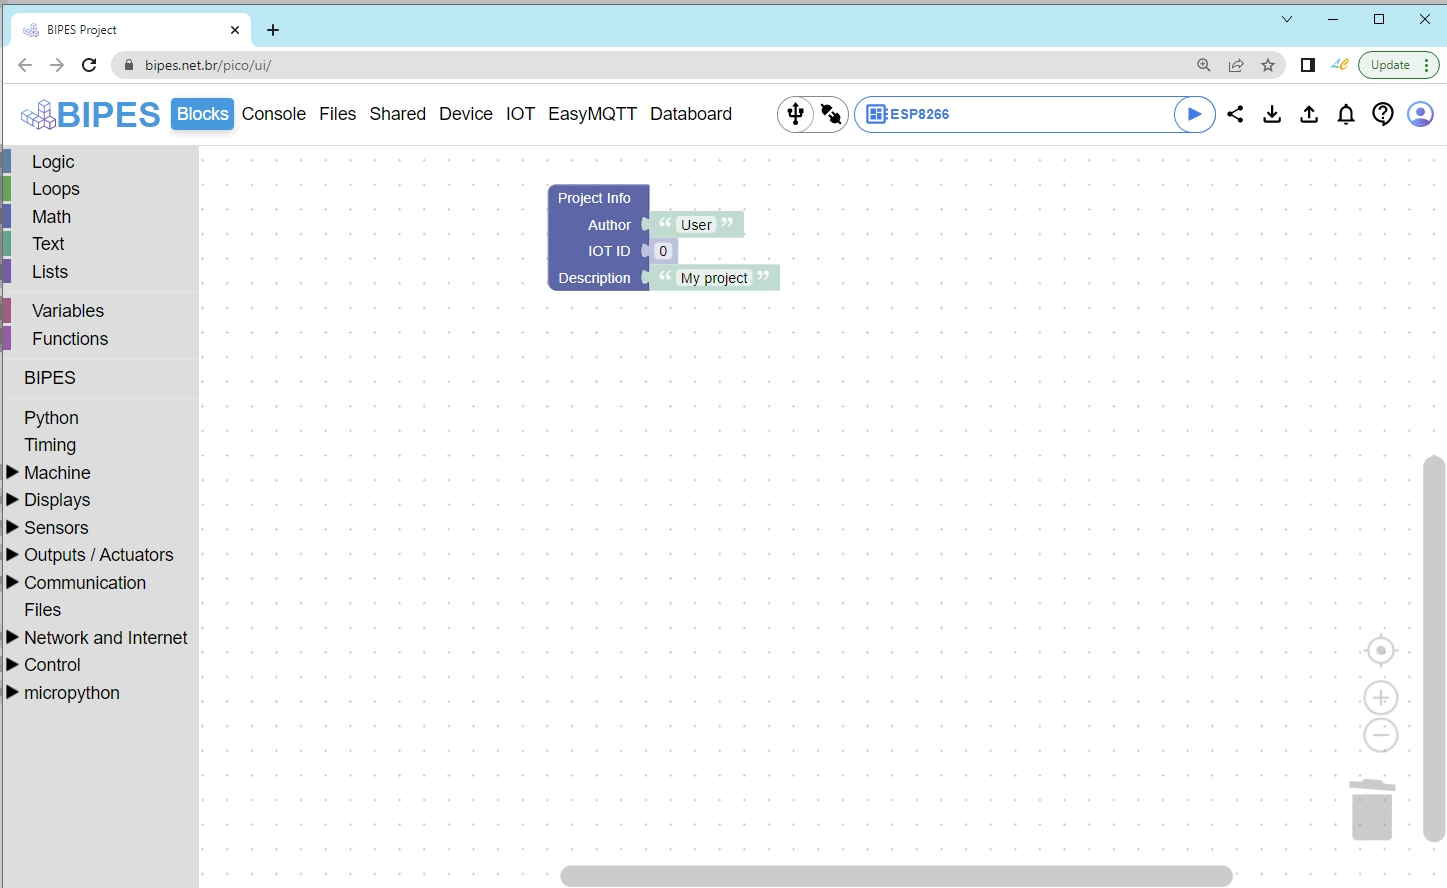 BIPES Project
bipes.net.br/pico/ui/
Update
BIPES Blocks Console Files Shared Device IOT EasyMQTT Databoard
ESP8266
Logic
Loops
Math
Text
Lists
Variables
Functions
BIPES
Python
Timing
Machine
Displays
Sensors
Outputs / Actuators
Communication
Files
Network and Internet
Control
micropython
Project Info
Author “ User ”
IOT ID 0
Description “ My project ”